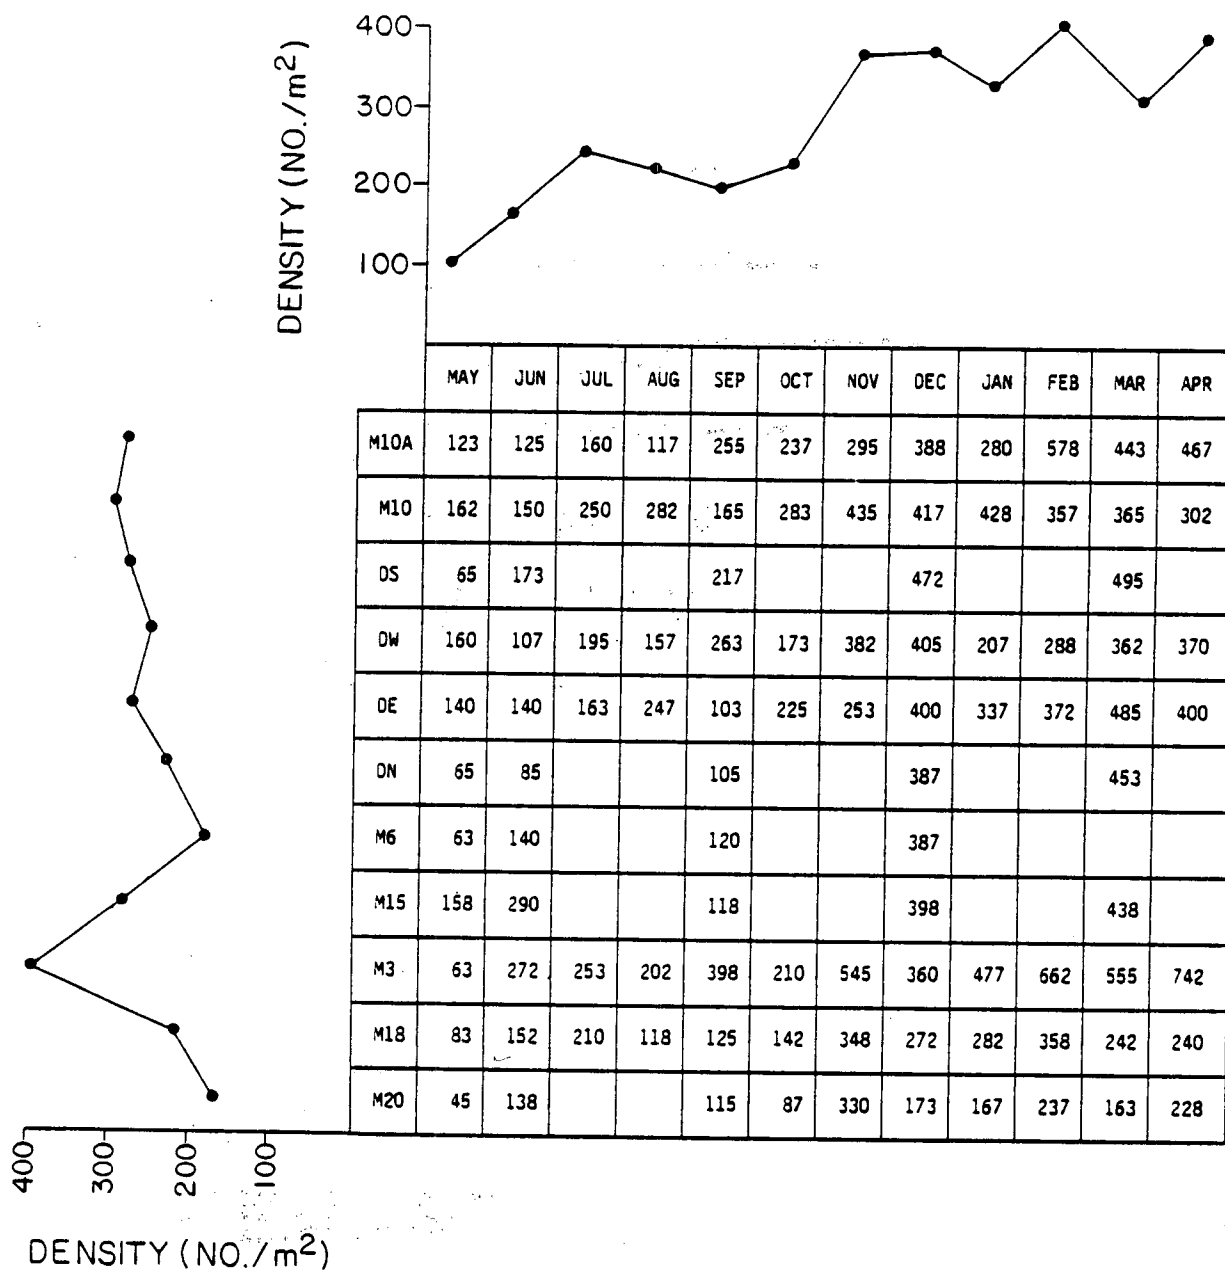 DENSITY (NO./m²)
400
300
200
100
MAY JUN JUL AUG SEP OCT NOV DEC JAN FEB MAR APR
M10A 123 125 160 117 255 237 295 388 280 578 443 467
M10 162 150 250 282 165 283 435 417 428 357 365 302
DS 65 173 217 472 495
DW 160 107 195 157 263 173 382 405 207 288 362 370
DE 140 140 163 247 103 225 253 400 337 372 485 400
DN 65 85 105 387 453
M6 63 140 120 387
M15 158 290 118 398 438
M3 63 272 253 202 398 210 545 360 477 662 555 742
M18 83 152 210 118 125 142 348 272 282 358 242 240
M20 45 138 115 87 330 173 167 237 163 228
400 300 200 100
DENSITY (NO./m²)